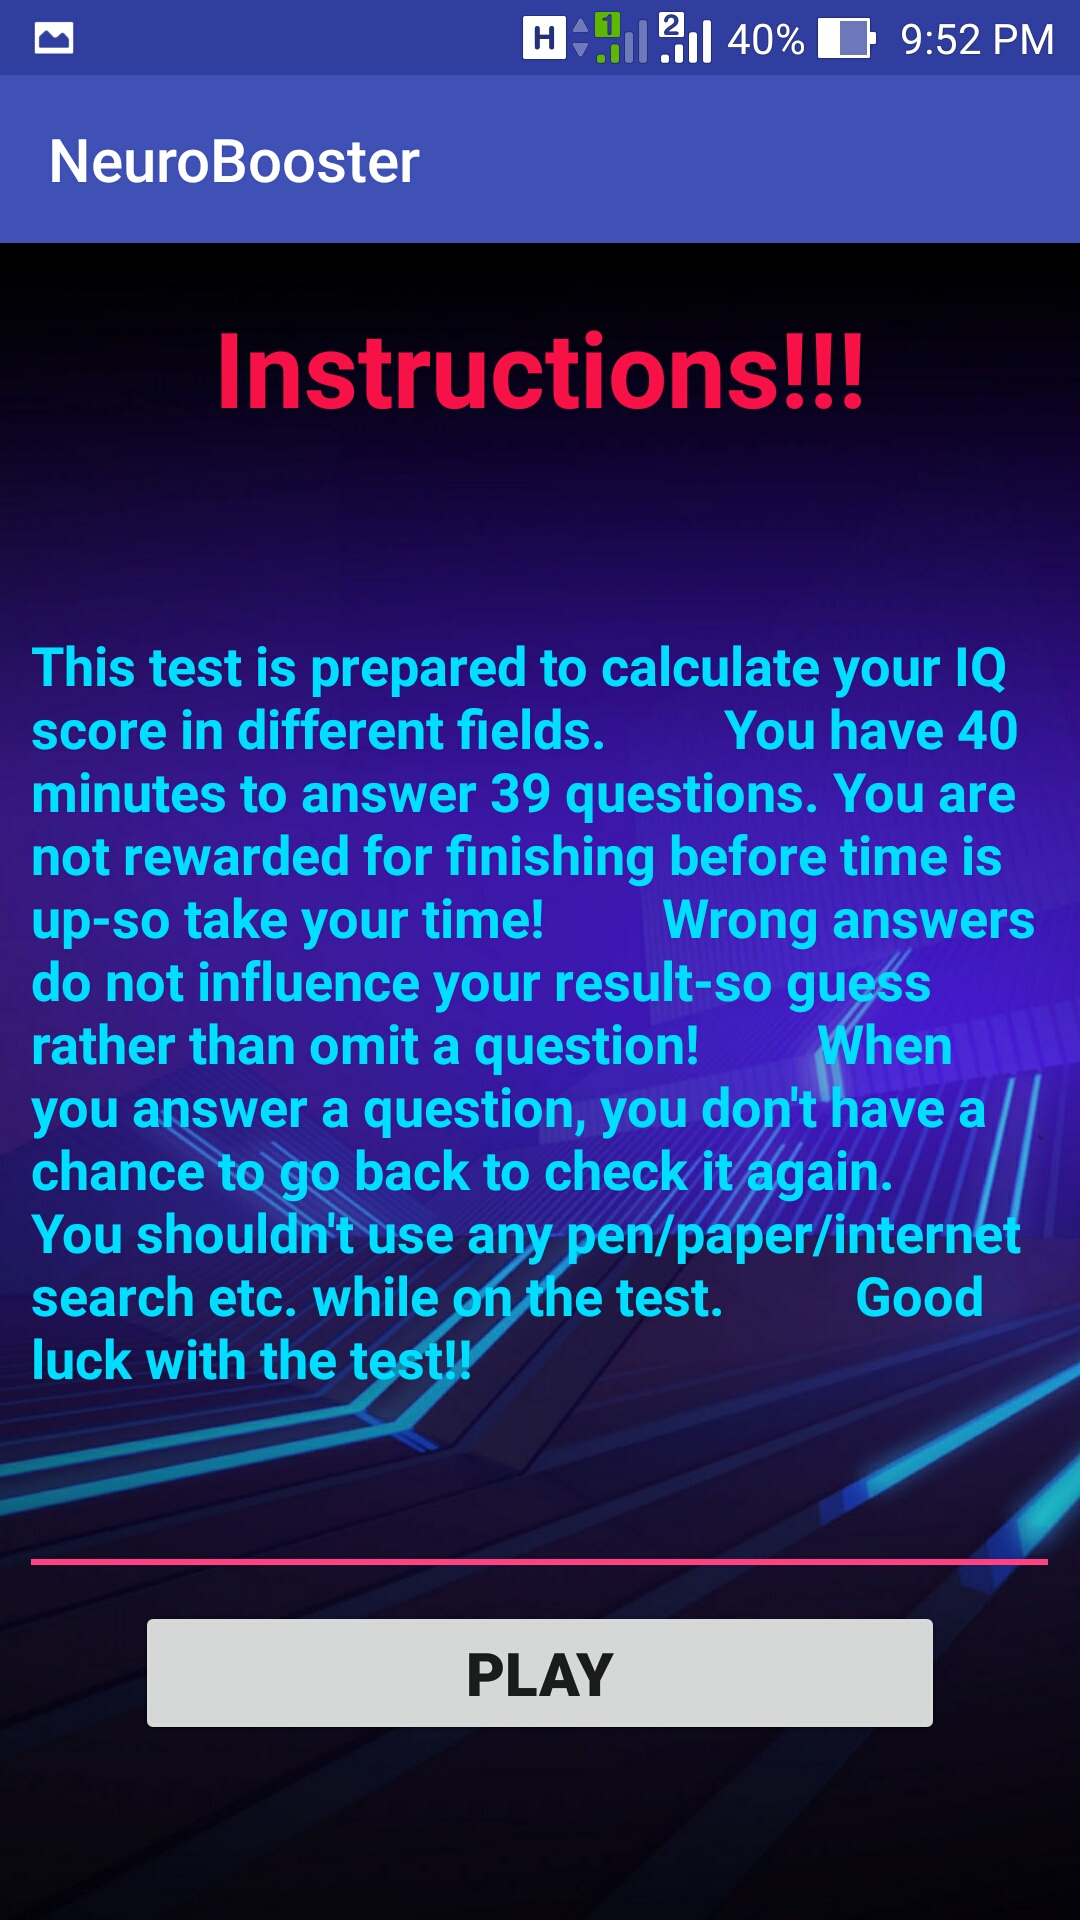 H 1 2 40% 9:52 PM
NeuroBooster
Instructions!!!
This test is prepared to calculate your IQ
score in different fields. You have 40
minutes to answer 39 questions. You are
not rewarded for finishing before time is
up-so take your time! Wrong answers
do not influence your result-so guess
rather than omit a question! When
you answer a question, you don't have a
chance to go back to check it again.
You shouldn't use any pen/paper/internet
search etc. while on the test. Good
luck with the test!!
PLAY